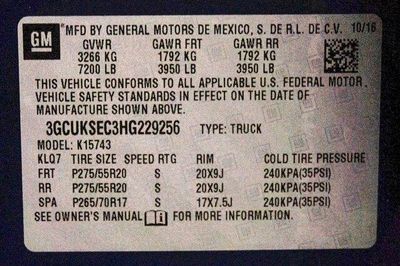 GM
MFD BY GENERAL MOTORS DE MEXICO, S. DE R.L. DE C.V. 10/16
GVWR GAWR FRT GAWR RR
3266 KG 1792 KG 1792 KG
7200 LB 3950 LB 3950 LB
THIS VEHICLE CONFORMS TO ALL APPLICABLE U.S. FEDERAL MOTOR
VEHICLE SAFETY STANDARDS IN EFFECT ON THE DATE OF
MANUFACTURE SHOWN ABOVE.
3GCUKSEC3HG229256 TYPE: TRUCK
MODEL: K15743
KLQ7 TIRE SIZE SPEED RTG RIM COLD TIRE PRESSURE
FRT P275/55R20 S 20X9J 240KPA(35PSI)
RR P275/55R20 S 20X9J 240KPA(35PSI)
SPA P265/70R17 S 17X7.5J 240KPA(35PSI)
SEE OWNER'S MANUAL i FOR MORE INFORMATION.